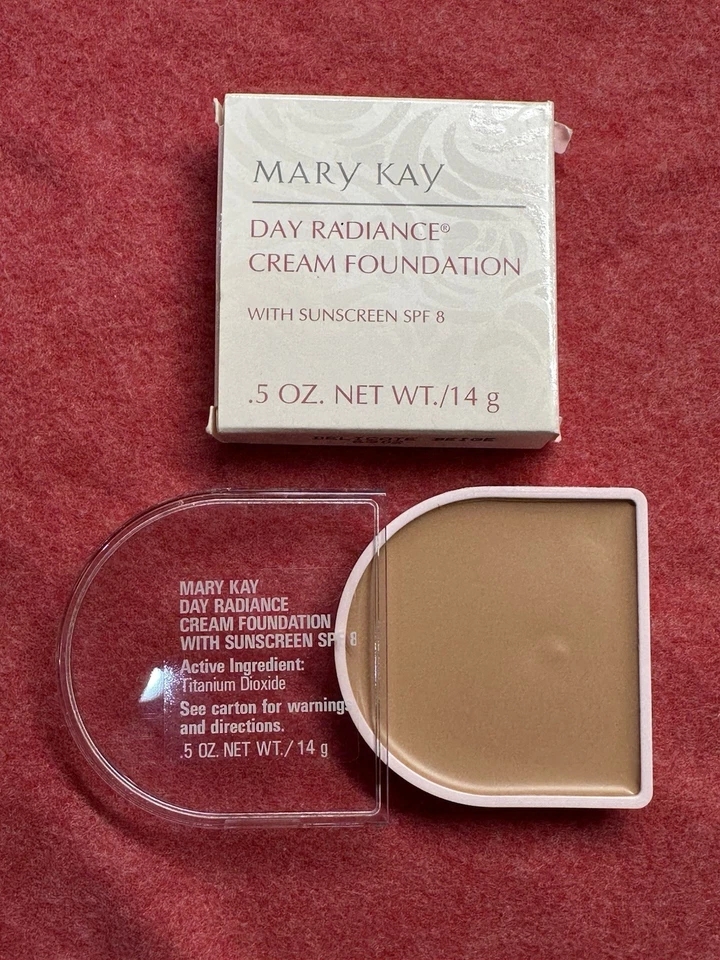 MARY KAY
DAY RADIANCE®
CREAM FOUNDATION
WITH SUNSCREEN SPF 8
.5 OZ. NET WT./14 g
DELICATE BEIGE
MARY KAY
DAY RADIANCE
CREAM FOUNDATION
WITH SUNSCREEN SPF 8
Active Ingredient:
Titanium Dioxide
See carton for warnings
and directions.
.5 OZ. NET WT./ 14 g